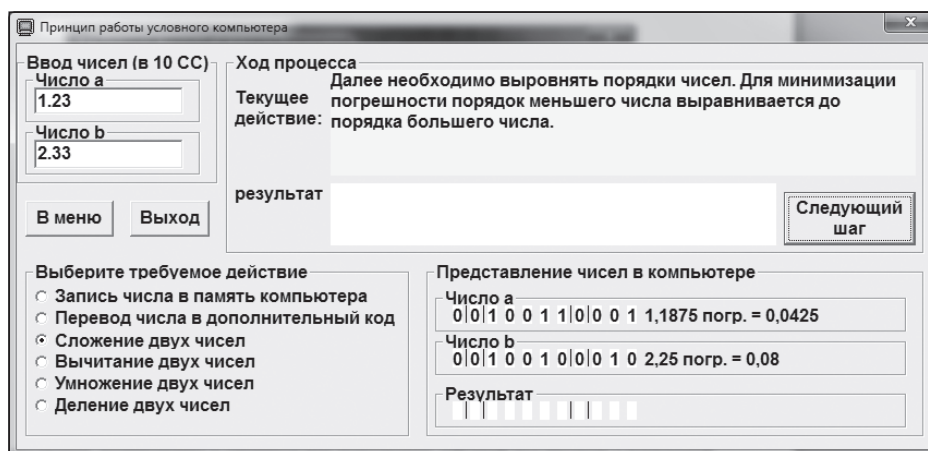 Принцип работы условного компьютера
Ввод чисел (в 10 СС)
Число a
1.23
Число b
2.33
В меню
Выход
Ход процесса
Текущее действие:
Далее необходимо выровнять порядки чисел. Для минимизации
погрешности порядок меньшего числа выравнивается до
порядка большего числа.
результат
Следующий
шаг
Выберите требуемое действие
Запись числа в память компьютера
Перевод числа в дополнительный код
Сложение двух чисел
Вычитание двух чисел
Умножение двух чисел
Деление двух чисел
Представление чисел в компьютере
Число a
0|0|1 0 0 1 1|0|0 0 1 1,1875 погр. = 0,0425
Число b
0|0|1 0 0 1 0|0|0 1 0 2,25 погр. = 0,08
Результат